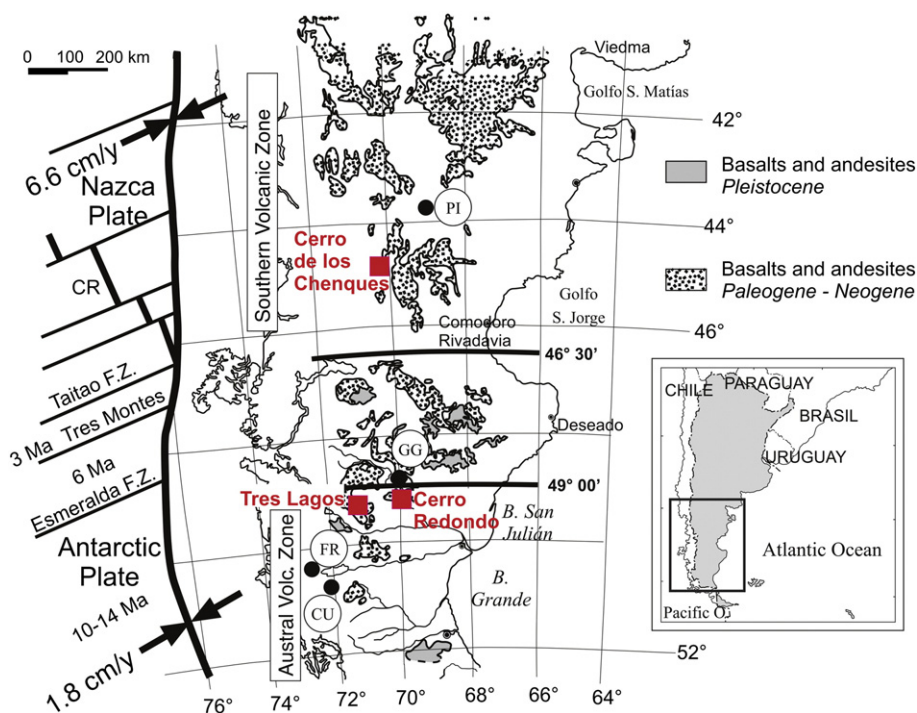 0 100 200 km
6.6 cm/y
Nazca
Plate
CR
Taitao F.Z.
3 Ma Tres Montes
6 Ma
Esmeralda F.Z.
Antarctic
Plate
10-14 Ma
1.8 cm/y
Southern Volcanic Zone
Austral Volc. Zone
Viedma
Golfo S. Matías
42°
PI
44°
Cerro
de los
Chenques
Golfo
S. Jorge
Comodoro
Rivadávia
46°
46° 30’
Deseado
GG
49° 00’
Tres Lagos
Cerro
Redondo
B. San
Julián
FR
CU
B.
Grande
52°
76°
74°
72°
70°
68°
66°
64°
Basalts and andesites
Pleistocene
Basalts and andesites
Paleogene - Neogene
CHILE
PARAGUAY
BRASIL
URUGUAY
Atlantic Ocean
Pacific O.